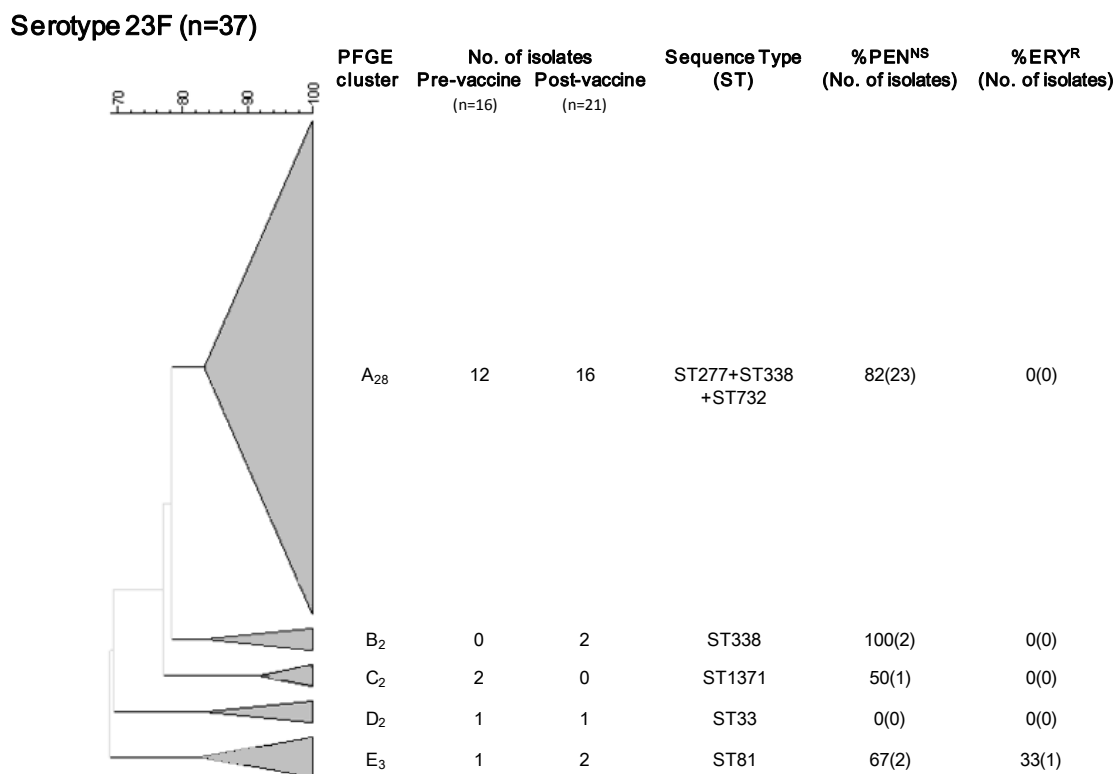 Serotype 23F (n=37)
PFGE No. of isolates Sequence Type %PENNS %ERYR
cluster Pre-vaccine Post-vaccine (ST) (No. of isolates) (No. of isolates)
(n=16) (n=21)
70 80 90 100
A28 12 16 ST277+ST338 82(23) 0(0)
+ST732
B2 0 2 ST338 100(2) 0(0)
C2 2 0 ST1371 50(1) 0(0)
D2 1 1 ST33 0(0) 0(0)
E3 1 2 ST81 67(2) 33(1)